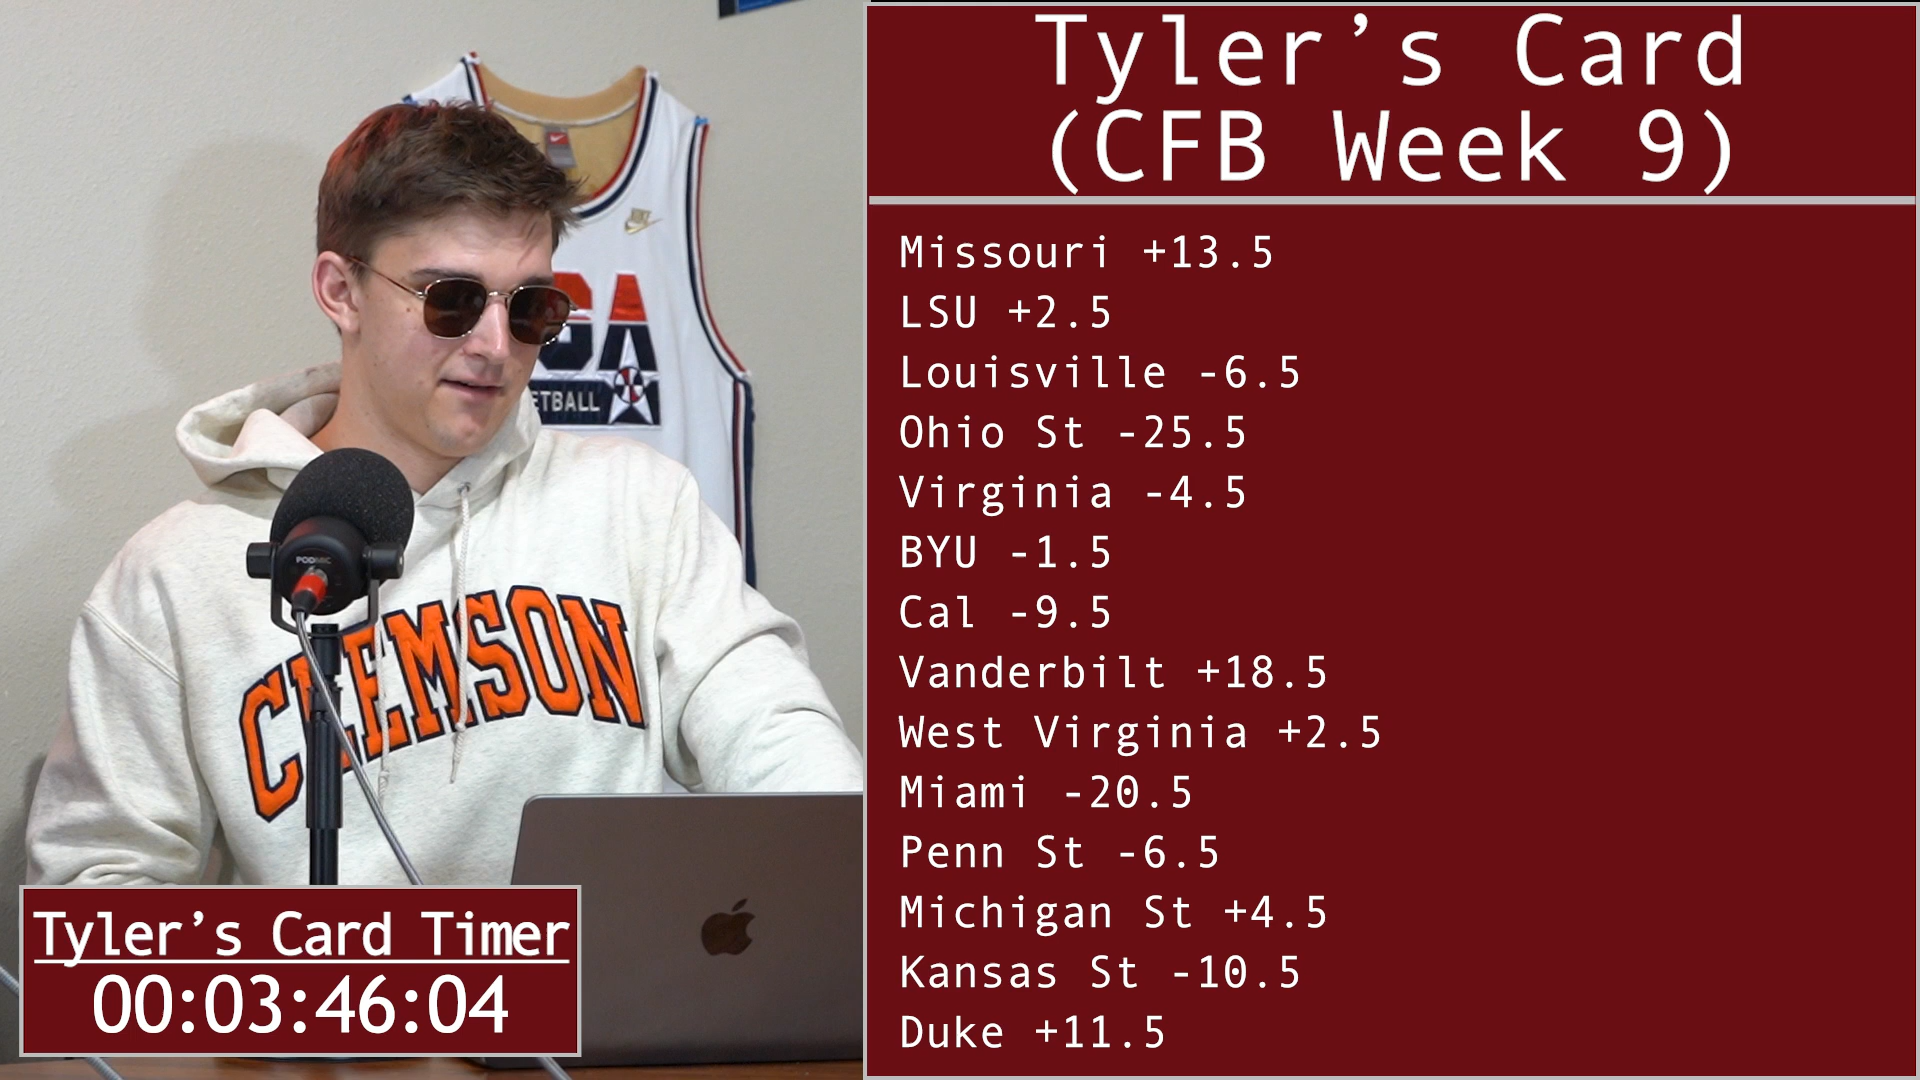 Tyler’s Card
(CFB Week 9)
Missouri +13.5
LSU +2.5
Louisville -6.5
Ohio St -25.5
Virginia -4.5
BYU -1.5
Cal -9.5
Vanderbilt +18.5
West Virginia +2.5
Miami -20.5
Penn St -6.5
Michigan St +4.5
Kansas St -10.5
Duke +11.5
ETBALL
PODMIC
CLEMSON
Tyler’s Card Timer
00:03:46:04